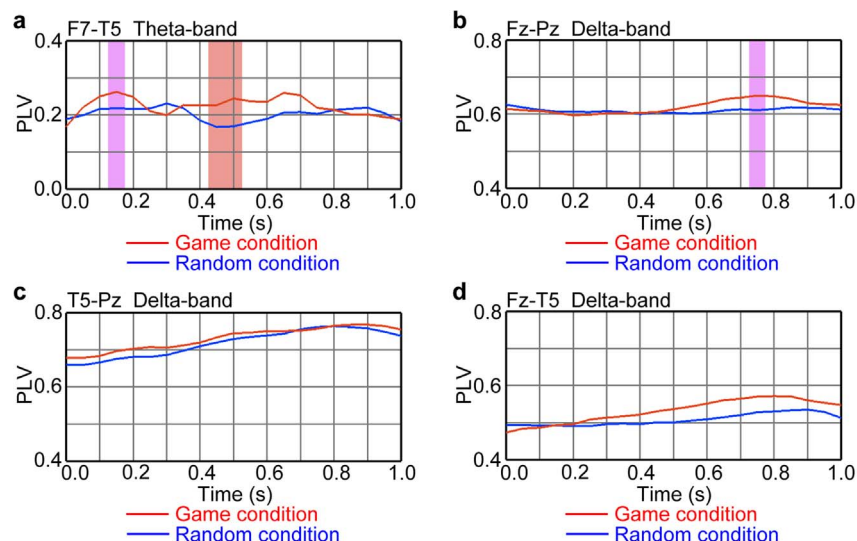 a
F7-T5 Theta-band
0.4
0.2
0.0
PLV
0.0 0.2 0.4 0.6 0.8 1.0
Time (s)
Game condition
Random condition
b
Fz-Pz Delta-band
0.8
0.6
0.4
PLV
0.0 0.2 0.4 0.6 0.8 1.0
Time (s)
Game condition
Random condition
c
T5-Pz Delta-band
0.8
0.6
0.4
PLV
0.0 0.2 0.4 0.6 0.8 1.0
Time (s)
Game condition
Random condition
d
Fz-T5 Delta-band
0.8
0.6
0.4
PLV
0.0 0.2 0.4 0.6 0.8 1.0
Time (s)
Game condition
Random condition